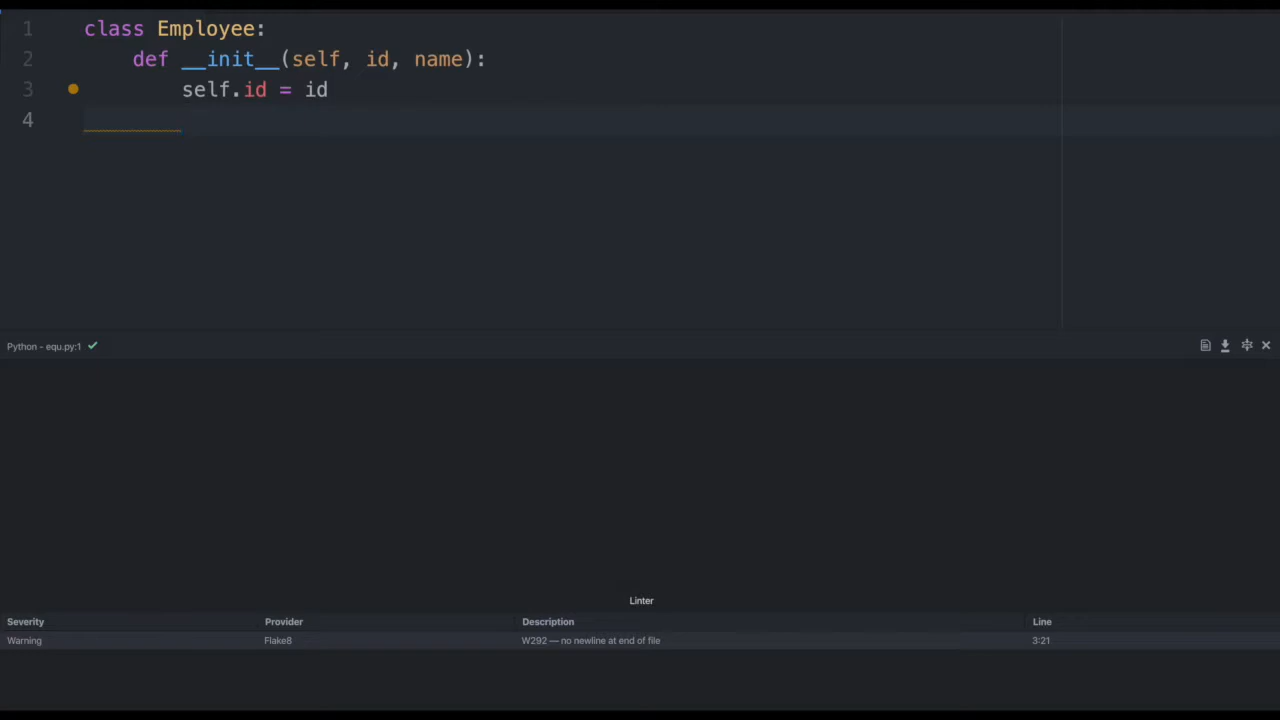 1 class Employee:
2 def __init__(self, id, name):
3 self.id = id
4
Python - equ.py:1
Linter
Severity Provider Description Line
Warning Flake8 W292 — no newline at end of file 3:21